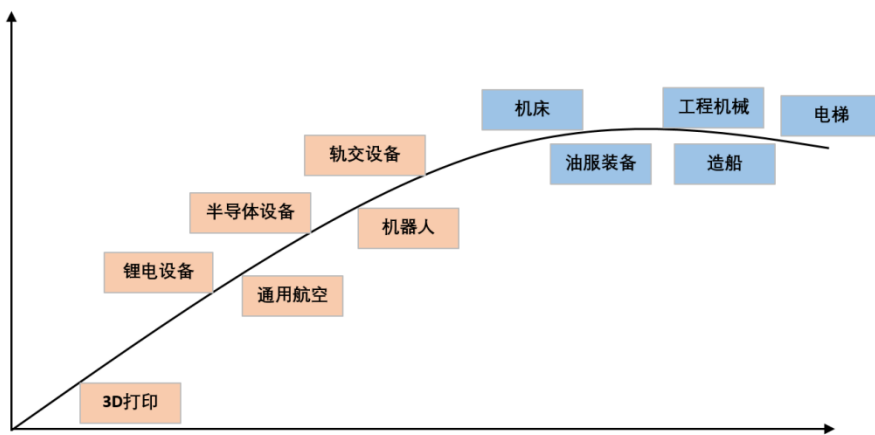 机床
工程机械
电梯
轨交设备
油服装备
造船
半导体设备
机器人
锂电设备
通用航空
3D打印